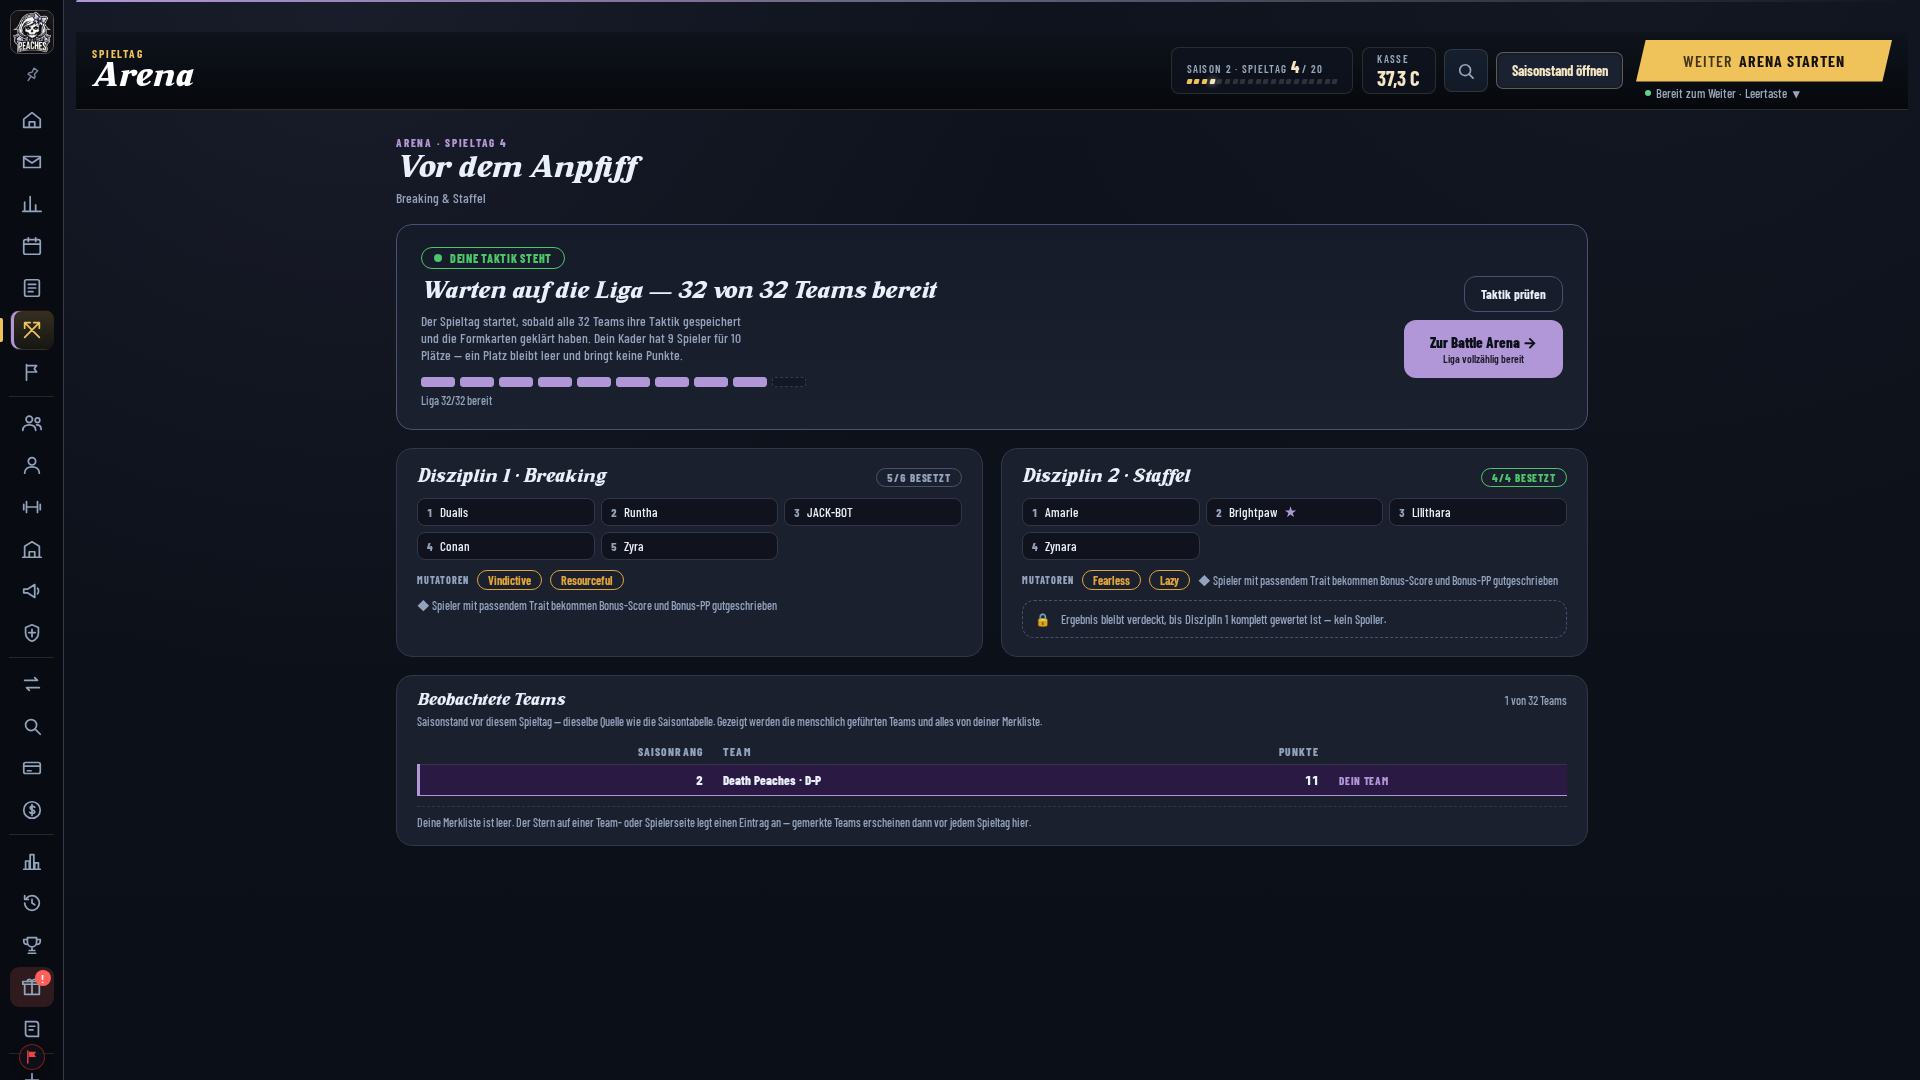 PEACHES
SPIELTAG
Arena
SAISON 2 · SPIELTAG 4 / 20
KASSE
37,3 C
Saisonstand öffnen
WEITER ARENA STARTEN
Bereit zum Weiter · Leertaste ▼
ARENA · SPIELTAG 4
Vor dem Anpfiff
Breaking & Staffel
DEINE TAKTIK STEHT
Warten auf die Liga — 32 von 32 Teams bereit
Der Spieltag startet, sobald alle 32 Teams ihre Taktik gespeichert
und die Formkarten geklärt haben. Dein Kader hat 9 Spieler für 10
Plätze — ein Platz bleibt leer und bringt keine Punkte.
Liga 32/32 bereit
Taktik prüfen
Zur Battle Arena →
Liga vollzählig bereit
Disziplin 1 · Breaking
5/6 BESETZT
1 Dualis
2 Runtha
3 JACK-BOT
4 Conan
5 Zyra
MUTATOREN Vindictive Resourceful
◆ Spieler mit passendem Trait bekommen Bonus-Score und Bonus-PP gutgeschrieben
Disziplin 2 · Staffel
4/4 BESETZT
1 Amarie
2 Brightpaw ★
3 Lilithara
4 Zynara
MUTATOREN Fearless Lazy ◆ Spieler mit passendem Trait bekommen Bonus-Score und Bonus-PP gutgeschrieben
🔒 Ergebnis bleibt verdeckt, bis Disziplin 1 komplett gewertet ist — kein Spoiler.
Beobachtete Teams
1 von 32 Teams
Saisonstand vor diesem Spieltag — dieselbe Quelle wie die Saisontabelle. Gezeigt werden die menschlich geführten Teams und alles von deiner Merkliste.
SAISONRANG TEAM PUNKTE
2 Death Peaches · D-P 11 DEIN TEAM
Deine Merkliste ist leer. Der Stern auf einer Team- oder Spielerseite legt einen Eintrag an — gemerkte Teams erscheinen dann vor jedem Spieltag hier.
!